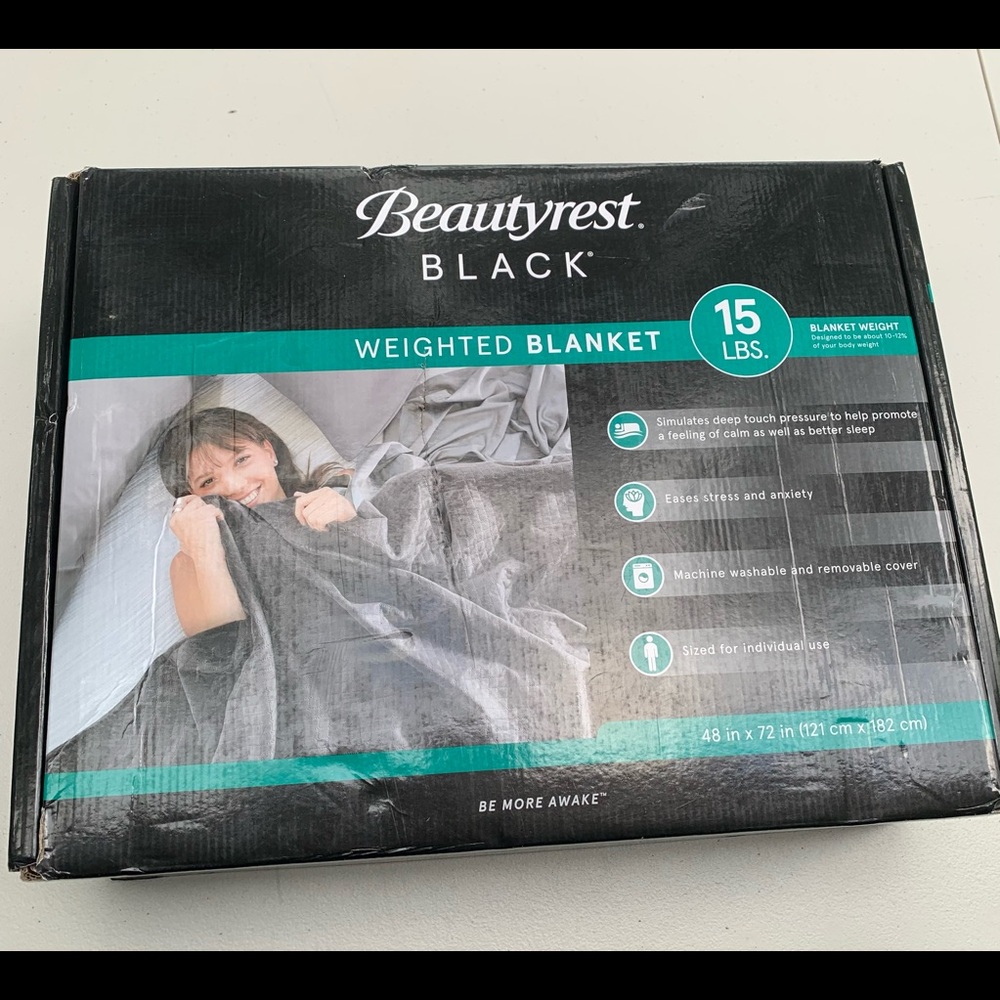 Beautyrest®
BLACK®
WEIGHTED BLANKET
15
LBS.
BLANKET WEIGHT
Designed to be about 10-12%
of your body weight
Simulates deep touch pressure to help promote
a feeling of calm as well as better sleep
Eases stress and anxiety
Machine washable and removable cover
Sized for individual use
48 in x 72 in (121 cm x 182 cm)
BE MORE AWAKE™